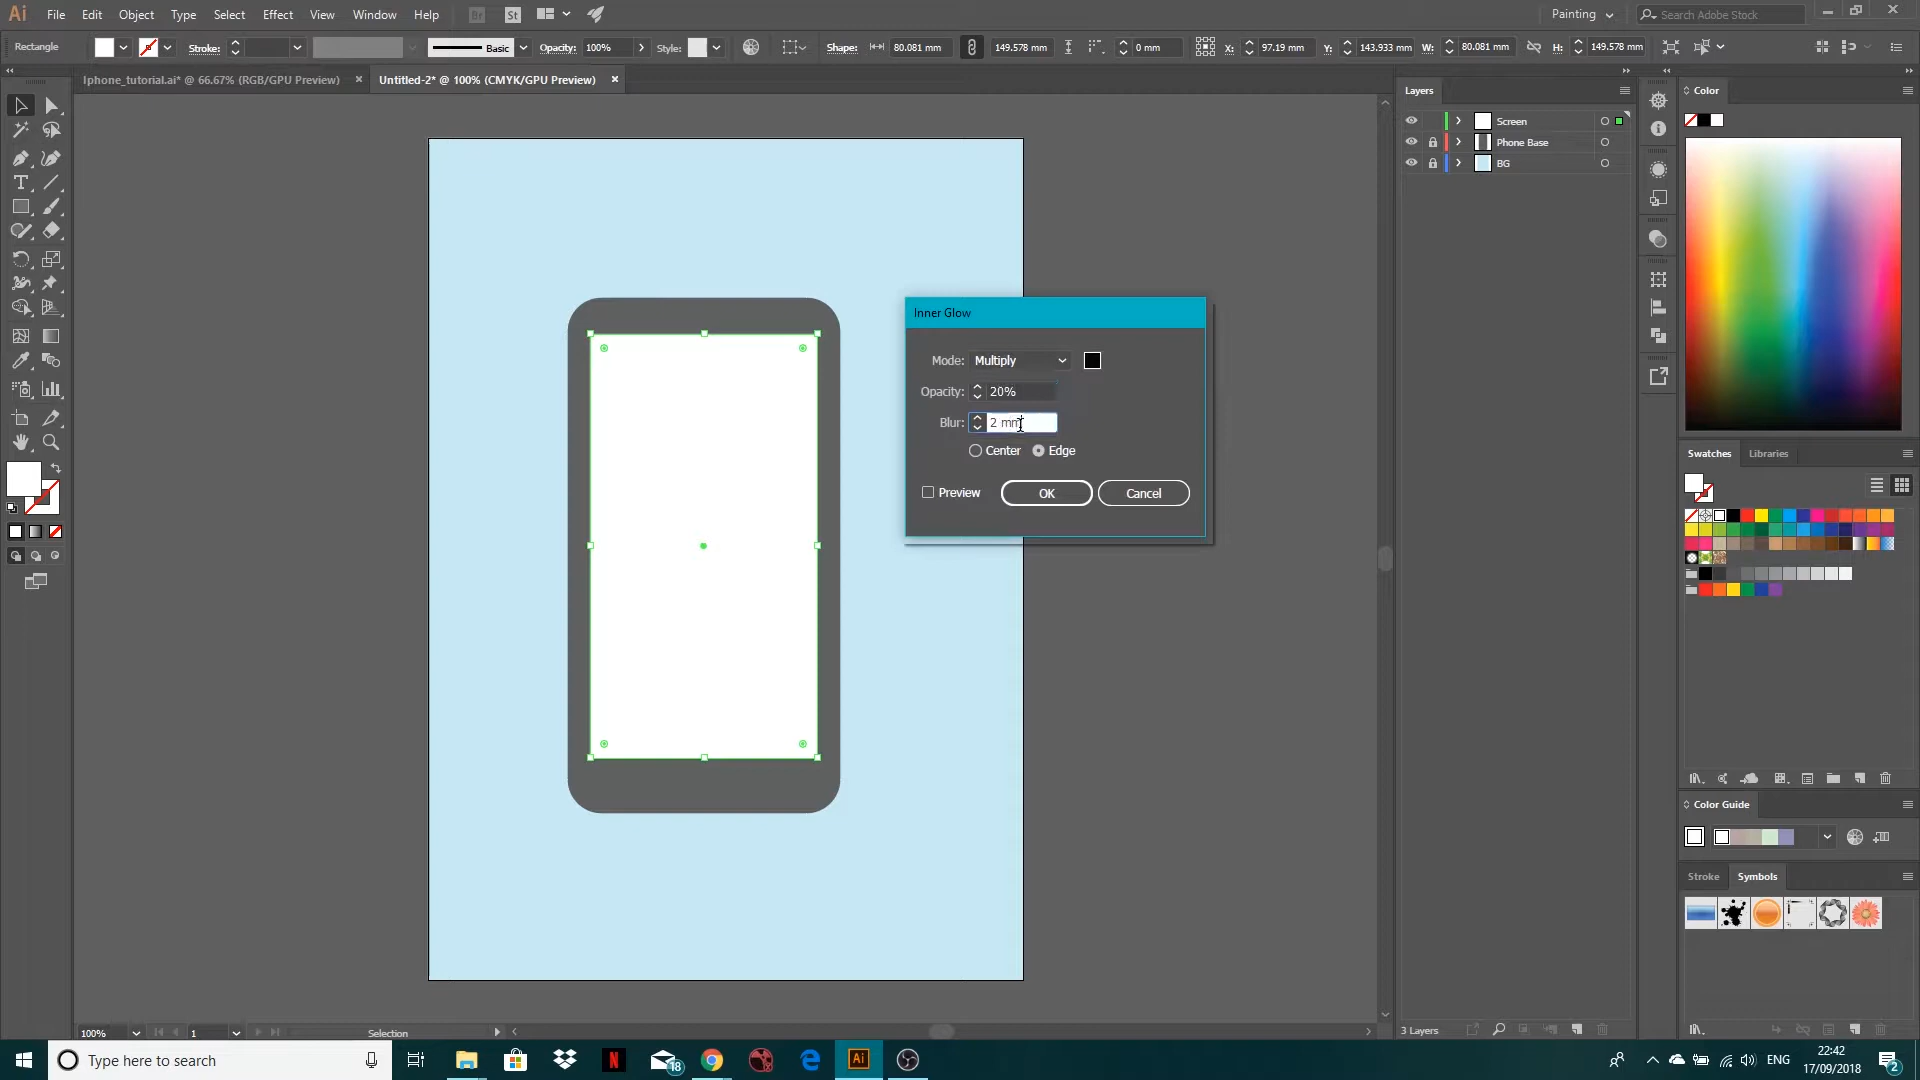 Ai File Edit Object Type Select Effect View Window Help Br St Painting Search Adobe Stock
Rectangle Stroke: Basic Opacity: 100% Style: Shape: 80.081 mm 149.578 mm 0 mm X: 97.19 mm Y: 143.933 mm W: 80.081 mm H: 149.578 mm
Iphone_tutorial.ai* @ 66.67% (RGB/GPU Preview) Untitled-2* @ 100% (CMYK/GPU Preview)
Layers
Screen
Phone Base
BG
Color
Inner Glow
Mode: Multiply
Opacity: 20%
Blur: 2 mm
Center Edge
Preview OK Cancel
Swatches Libraries
Color Guide
Stroke Symbols
100% 1 Selection
3 Layers
Type here to search
N
18
Ai
ENG
22:42
17/09/2018
2